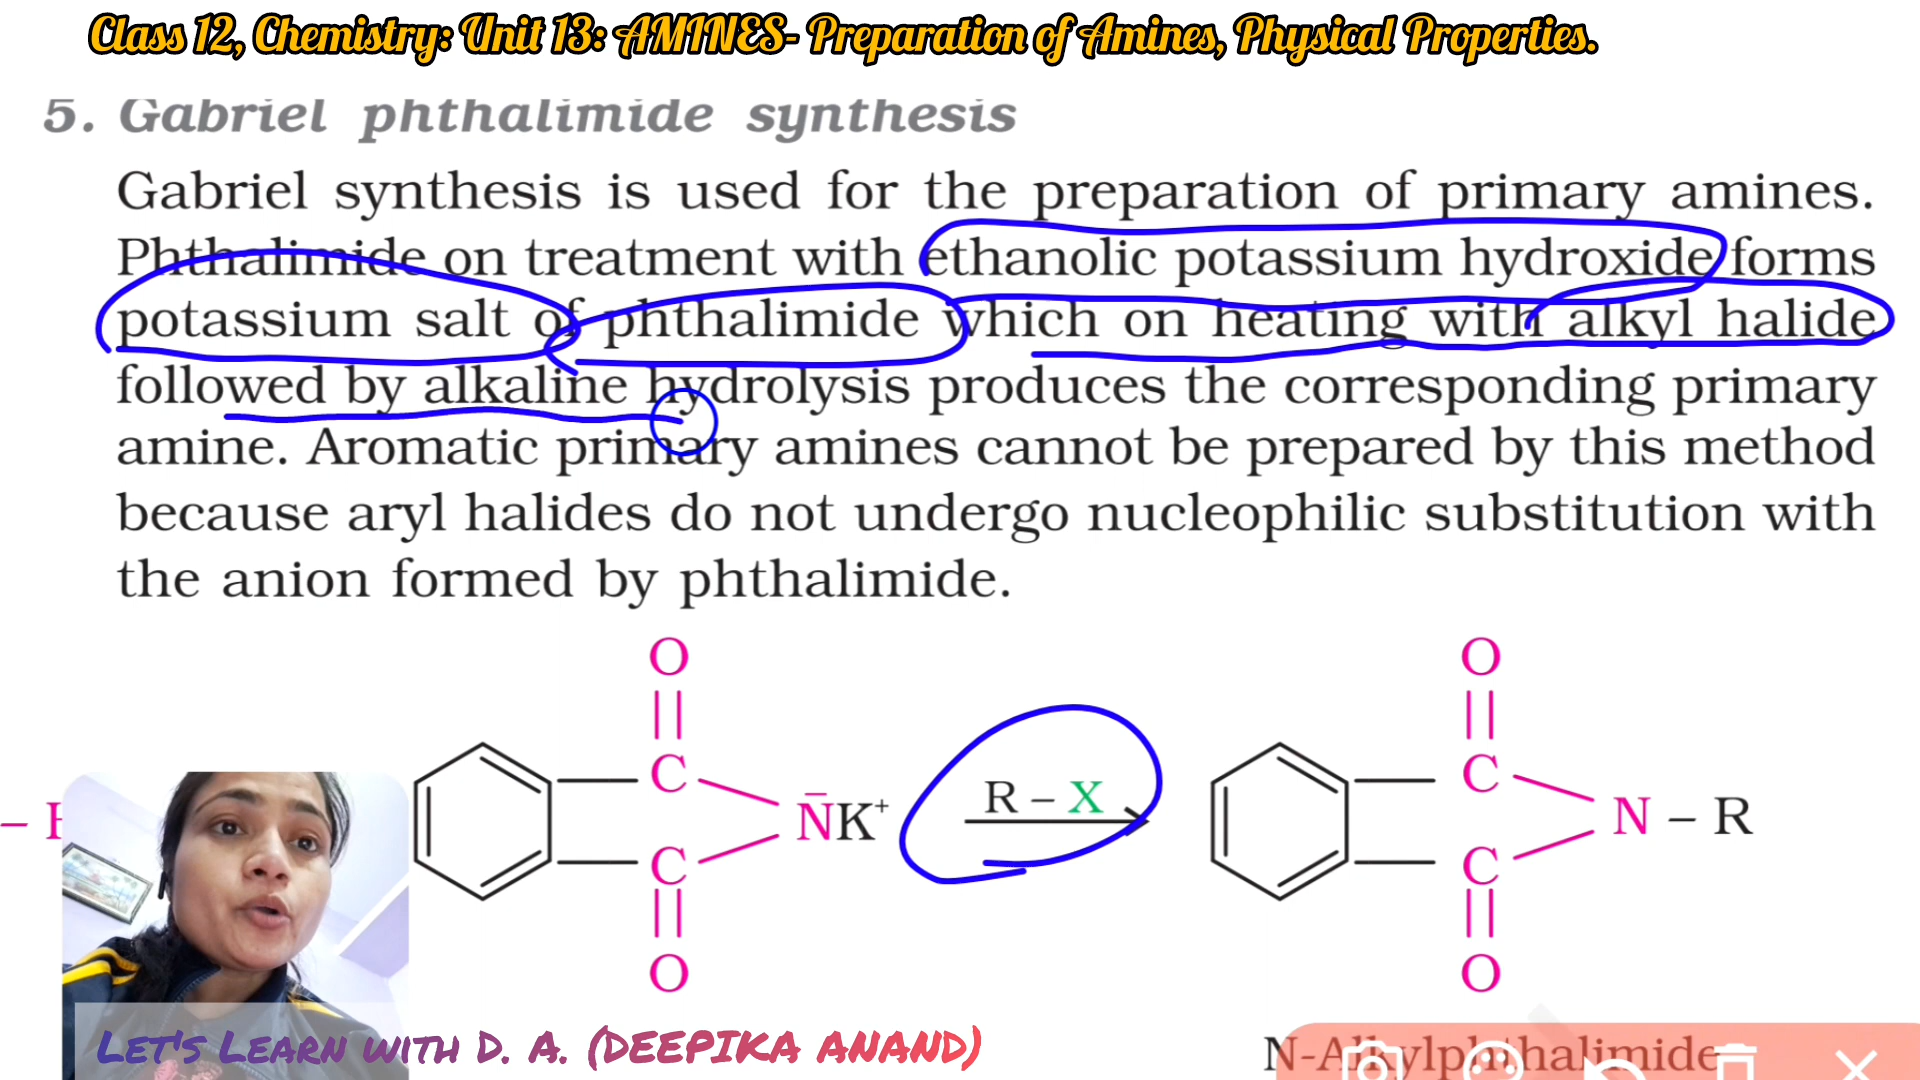 Class 12, Chemistry: Unit 13: AMINES- Preparation of Amines, Physical Properties.
5. Gabriel phthalimide synthesis
Gabriel synthesis is used for the preparation of primary amines.
Phthalimide on treatment with ethanolic potassium hydroxide forms
potassium salt of phthalimide which on heating with alkyl halide
followed by alkaline hydrolysis produces the corresponding primary
amine. Aromatic primary amines cannot be prepared by this method
because aryl halides do not undergo nucleophilic substitution with
the anion formed by phthalimide.
O O
C C
R – X
– N̄K⁺ N – R
C C
O O
LET'S LEARN WITH D. A. (DEEPIKA ANAND)
N-Alkylphthalimide